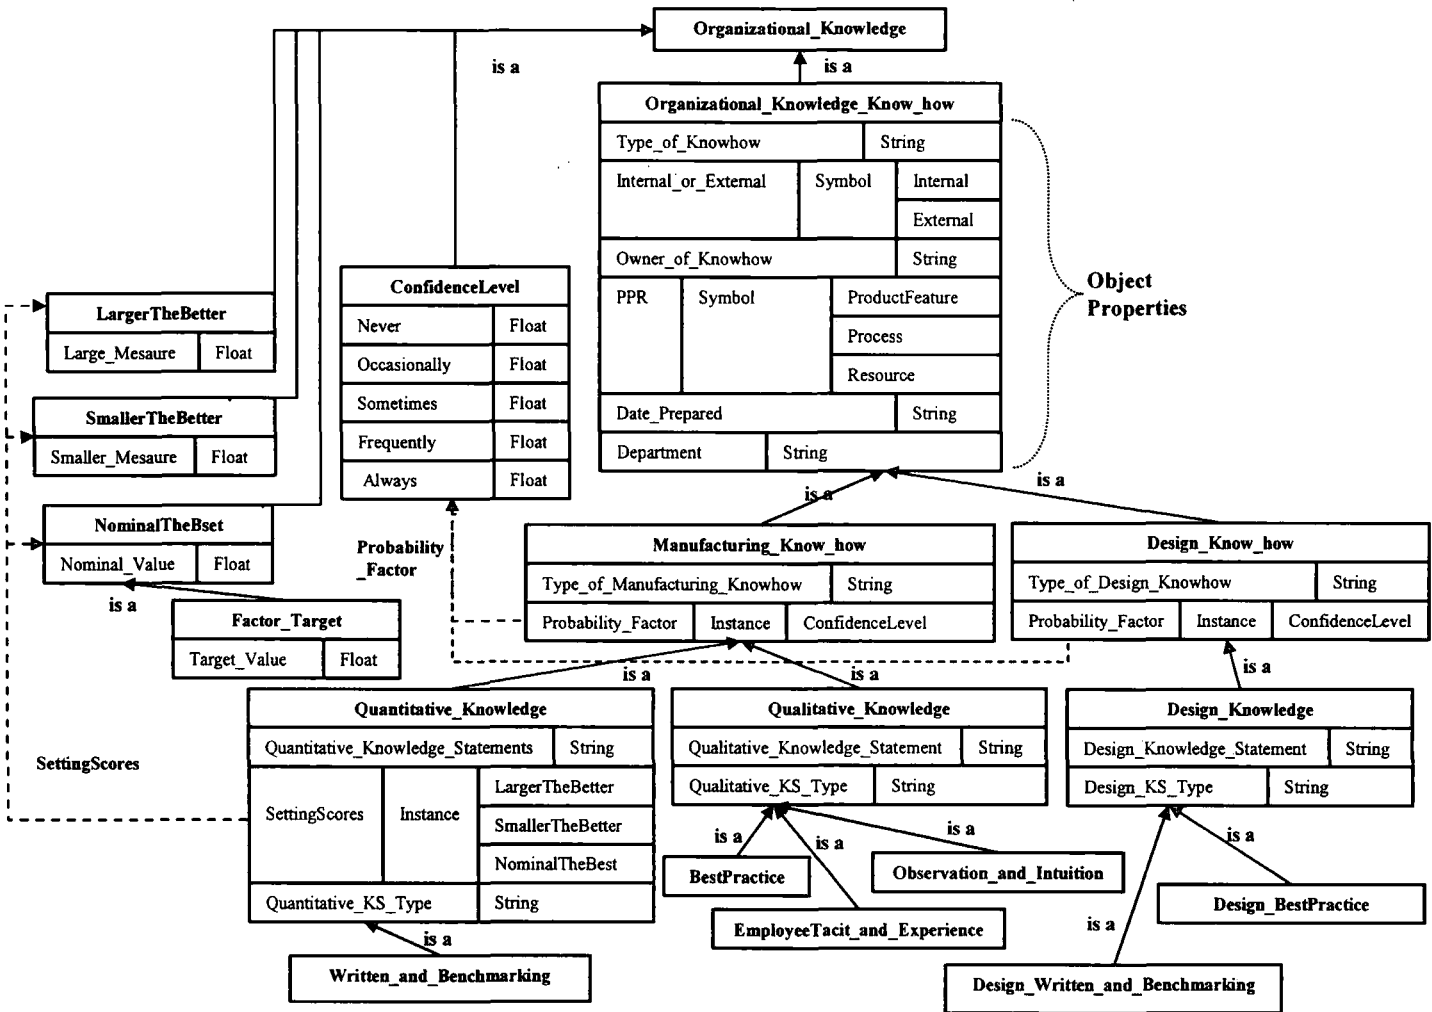 Organizational_Knowledge
is a
is a
Organizational_Knowledge_Know_how
Type_of_Knowhow String
Internal_or_External Symbol Internal
External
Owner_of_Knowhow String
PPR Symbol ProductFeature
Process
Resource
Date_Prepared String
Department String
Object
Properties
ConfidenceLevel
Never Float
Occasionally Float
Sometimes Float
Frequently Float
Always Float
LargerTheBetter
Large_Mesaure Float
SmallerTheBetter
Smaller_Mesaure Float
NominalTheBset
Nominal_Value Float
is a
Factor_Target
Target_Value Float
Probability
_Factor
is a
is a
Manufacturing_Know_how
Type_of_Manufacturing_Knowhow String
Probability_Factor Instance ConfidenceLevel
Design_Know_how
Type_of_Design_Knowhow String
Probability_Factor Instance ConfidenceLevel
is a
is a
is a
SettingScores
Quantitative_Knowledge
Quantitative_Knowledge_Statements String
SettingScores Instance LargerTheBetter
SmallerTheBetter
NominalTheBest
Quantitative_KS_Type String
is a
Written_and_Benchmarking
Qualitative_Knowledge
Qualitative_Knowledge_Statement String
Qualitative_KS_Type String
is a
is a
is a
BestPractice
Observation_and_Intuition
EmployeeTacit_and_Experience
Design_Knowledge
Design_Knowledge_Statement String
Design_KS_Type String
is a
is a
Design_BestPractice
Design_Written_and_Benchmarking